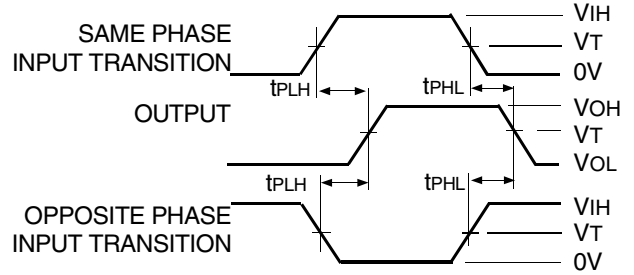 SAME PHASE
INPUT TRANSITION
VIH
VT
0V
tPLH
tPHL
OUTPUT
VOH
VT
VOL
tPLH
tPHL
OPPOSITE PHASE
INPUT TRANSITION
VIH
VT
0V